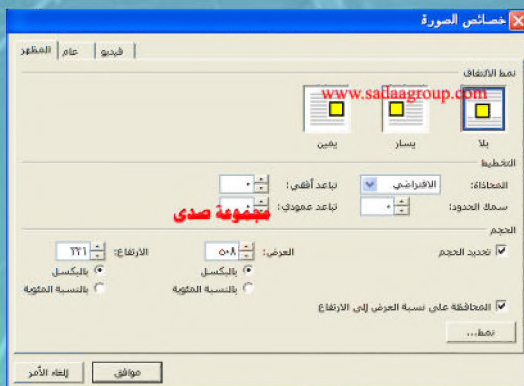 خصائص الصورة
المظهر عام فيديو
نمط الالتفاف
www.sadaagroup.com
بلا يسار يمين
التخطيط
المحاذاة: الافتراضي تباعد أفقي: ٠
سمك الحدود: ٠ تباعد عمودي:
مجموعة صدى
الحجم
تحديد الحجم العرض: ٥٠٨ الارتفاع: ٣٢١
بالبكسل بالبكسل
بالنسبة المئوية بالنسبة المئوية
المحافظة على نسبة العرض إلى الارتفاع
نمط...
موافق إلغاء الأمر